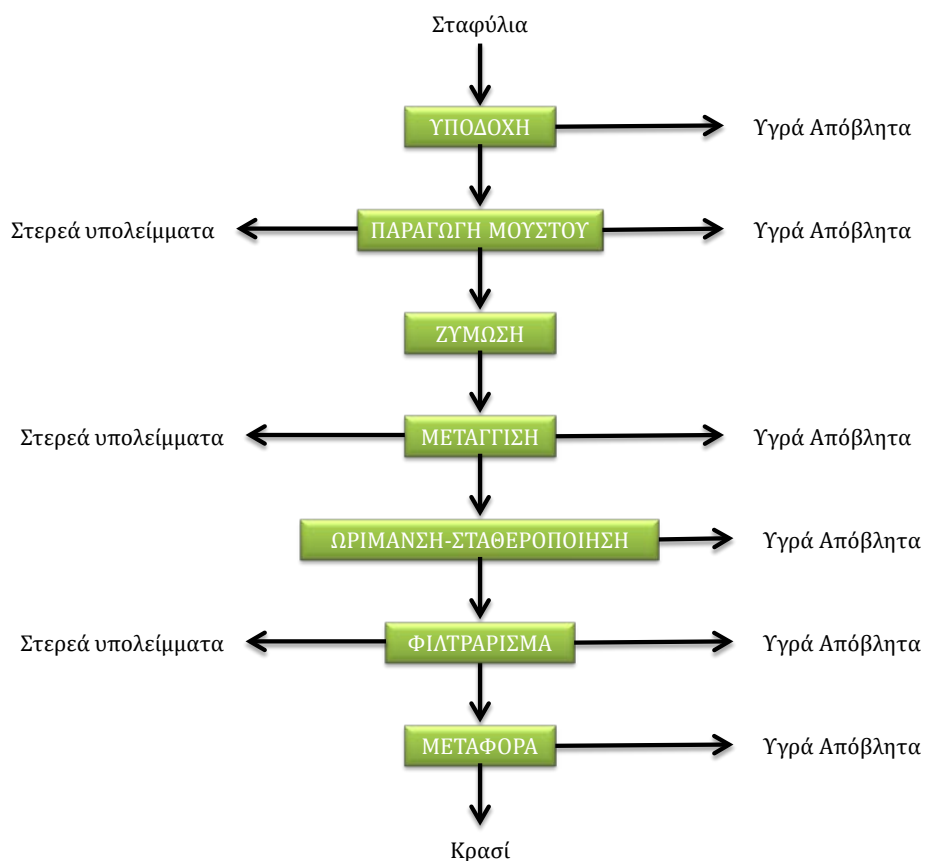 Σταφύλια
ΥΠΟΔΟΧΗ
Υγρά Απόβλητα
Στερεά υπολείμματα
ΠΑΡΑΓΩΓΗ ΜΟΥΣΤΟΥ
Υγρά Απόβλητα
ΖΥΜΩΣΗ
Στερεά υπολείμματα
ΜΕΤΑΓΓΙΣΗ
Υγρά Απόβλητα
ΩΡΙΜΑΝΣΗ-ΣΤΑΘΕΡΟΠΟΙΗΣΗ
Υγρά Απόβλητα
Στερεά υπολείμματα
ΦΙΛΤΡΑΡΙΣΜΑ
Υγρά Απόβλητα
ΜΕΤΑΦΟΡΑ
Υγρά Απόβλητα
Κρασί